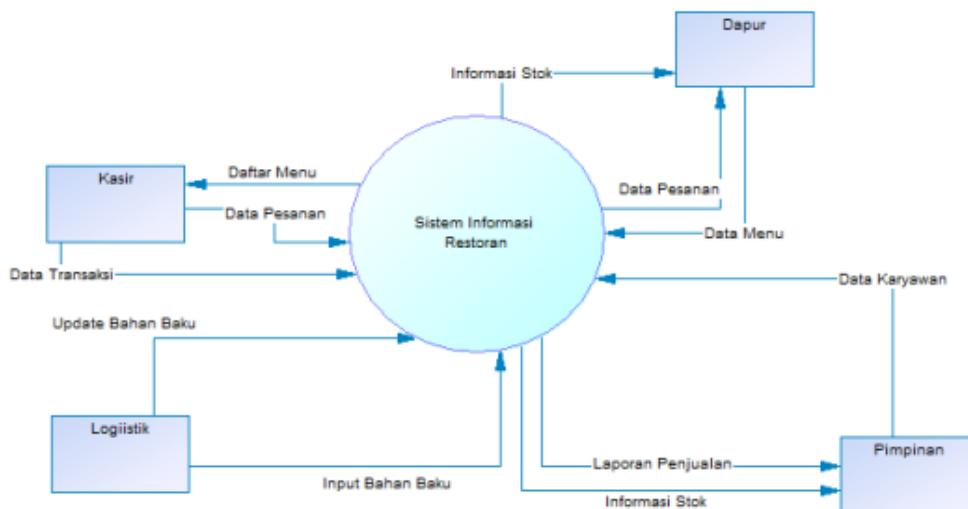 Dapur
Informasi Stok
Kasir
Daftar Menu
Data Pesanan
Data Pesanan
Sistem Informasi
Restoran
Data Menu
Data Transaksi
Data Karyawan
Update Bahan Baku
Logiistik
Pimpinan
Laporan Penjualan
Input Bahan Baku
Informasi Stok